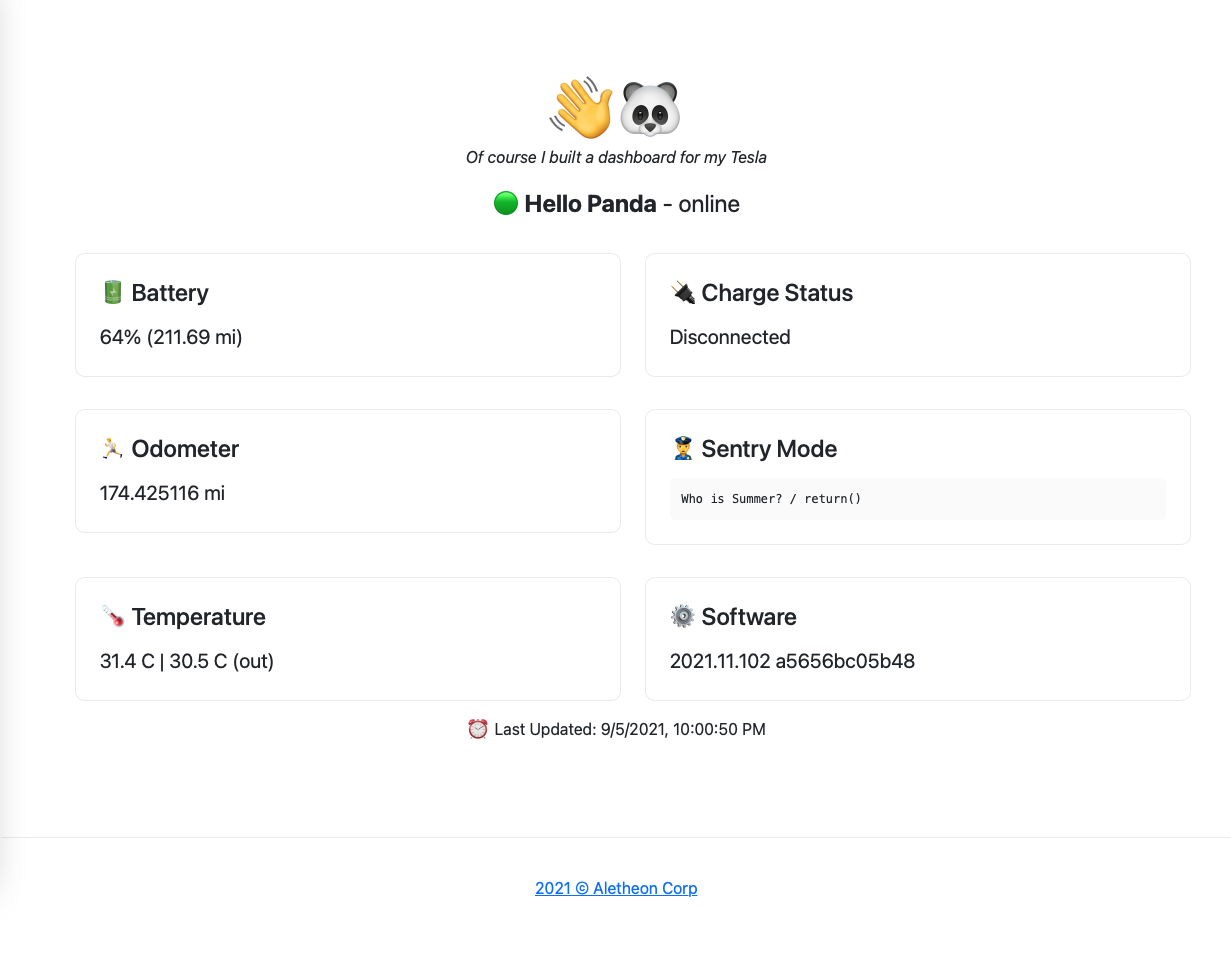 Of course I built a dashboard for my Tesla
Hello Panda - online
Battery
64% (211.69 mi)
Charge Status
Disconnected
Odometer
174.425116 mi
Sentry Mode
Who is Summer? / return()
Temperature
31.4 C | 30.5 C (out)
Software
2021.11.102 a5656bc05b48
Last Updated: 9/5/2021, 10:00:50 PM
2021 © Aletheon Corp